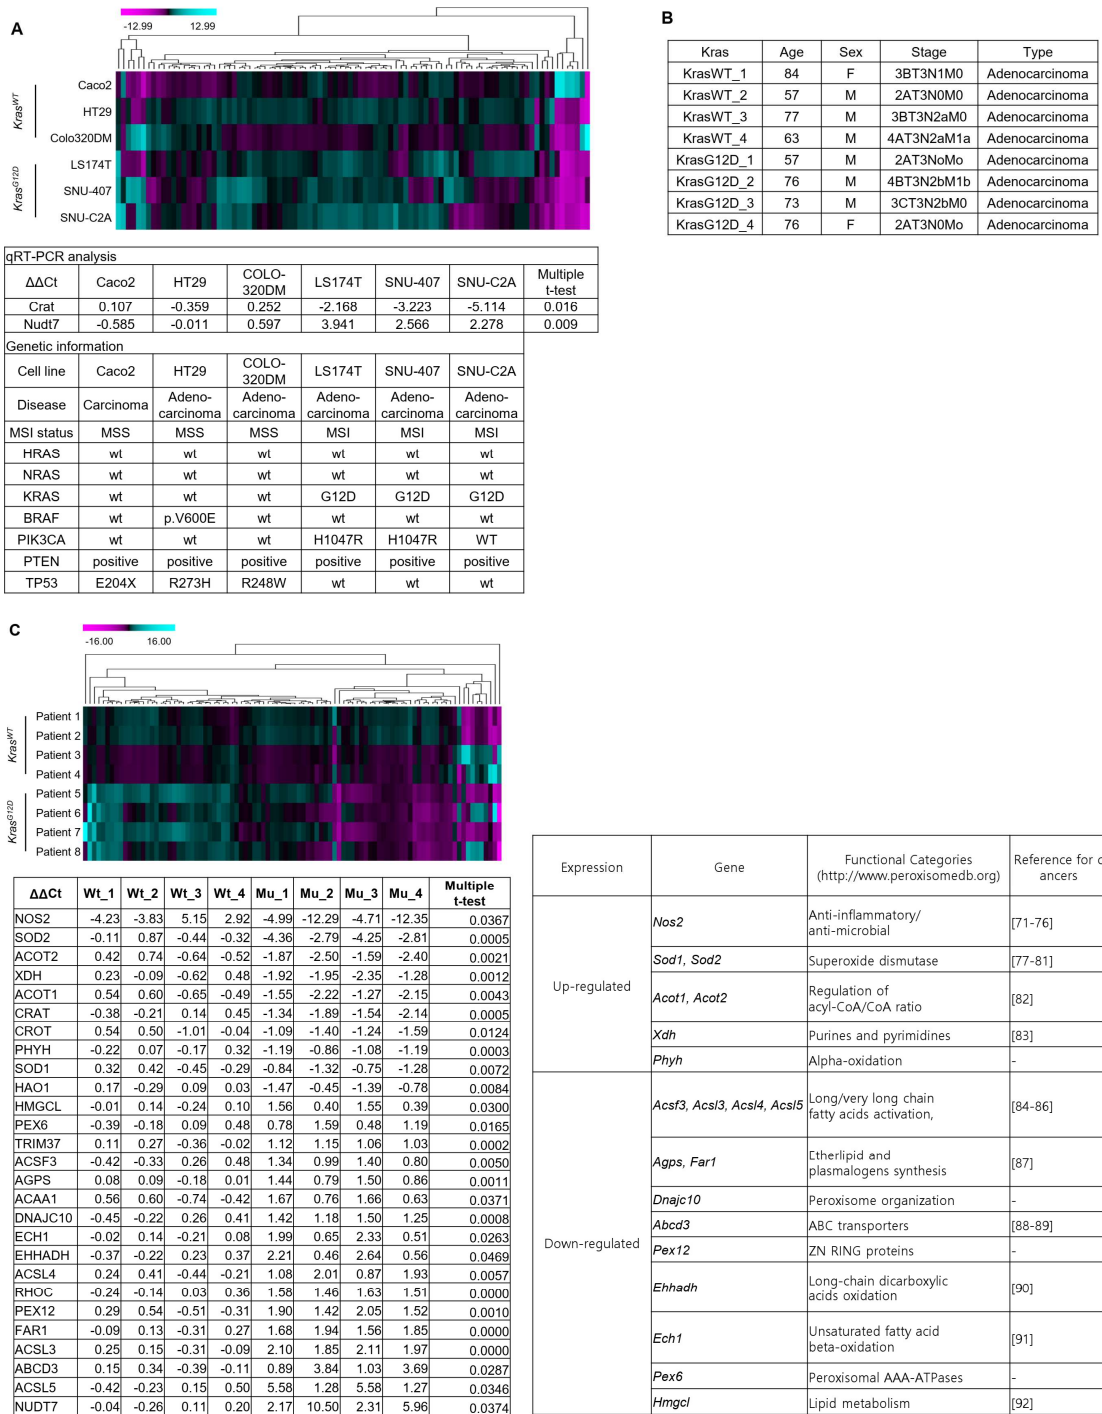 A
-12.99 12.99
Kras^WT
Caco2
HT29
Colo320DM
Kras^G12D
LS174T
SNU-407
SNU-C2A
qRT-PCR analysis
ΔΔCt Caco2 HT29 COLO-320DM LS174T SNU-407 SNU-C2A Multiple t-test
Crat 0.107 -0.359 0.252 -2.168 -3.223 -5.114 0.016
Nudt7 -0.585 -0.011 0.597 3.941 2.566 2.278 0.009
Genetic information
Cell line Caco2 HT29 COLO-320DM LS174T SNU-407 SNU-C2A
Disease Carcinoma Adeno-carcinoma Adeno-carcinoma Adeno-carcinoma Adeno-carcinoma Adeno-carcinoma
MSI status MSS MSS MSS MSI MSI MSI
HRAS wt wt wt wt wt wt
NRAS wt wt wt wt wt wt
KRAS wt wt wt G12D G12D G12D
BRAF wt p.V600E wt wt wt wt
PIK3CA wt wt wt H1047R H1047R WT
PTEN positive positive positive positive positive positive
TP53 E204X R273H R248W wt wt wt
B
Kras Age Sex Stage Type
KrasWT_1 84 F 3BT3N1M0 Adenocarcinoma
KrasWT_2 57 M 2AT3N0M0 Adenocarcinoma
KrasWT_3 77 M 3BT3N2aM0 Adenocarcinoma
KrasWT_4 63 M 4AT3N2aM1a Adenocarcinoma
KrasG12D_1 57 M 2AT3NoMo Adenocarcinoma
KrasG12D_2 76 M 4BT3N2bM1b Adenocarcinoma
KrasG12D_3 73 M 3CT3N2bM0 Adenocarcinoma
KrasG12D_4 76 F 2AT3N0Mo Adenocarcinoma
C
-16.00 16.00
Kras^WT
Patient 1
Patient 2
Patient 3
Patient 4
Kras^G12D
Patient 5
Patient 6
Patient 7
Patient 8
ΔΔCt Wt_1 Wt_2 Wt_3 Wt_4 Mu_1 Mu_2 Mu_3 Mu_4 Multiple t-test
NOS2 -4.23 -3.83 5.15 2.92 -4.99 -12.29 -4.71 -12.35 0.0367
SOD2 -0.11 0.87 -0.44 -0.32 -4.36 -2.79 -4.25 -2.81 0.0005
ACOT2 0.42 0.74 -0.64 -0.52 -1.87 -2.50 -1.59 -2.40 0.0021
XDH 0.23 -0.09 -0.62 0.48 -1.92 -1.95 -2.35 -1.28 0.0012
ACOT1 0.54 0.60 -0.65 -0.49 -1.55 -2.22 -1.27 -2.15 0.0043
CRAT -0.38 -0.21 0.14 0.45 -1.34 -1.89 -1.54 -2.14 0.0005
CROT 0.54 0.50 -1.01 -0.04 -1.09 -1.40 -1.24 -1.59 0.0124
PHYH -0.22 0.07 -0.17 0.32 -1.19 -0.86 -1.08 -1.19 0.0003
SOD1 0.32 0.42 -0.45 -0.29 -0.84 -1.32 -0.75 -1.28 0.0072
HAO1 0.17 -0.29 0.09 0.03 -1.47 -0.45 -1.39 -0.78 0.0084
HMGCL -0.01 0.14 -0.24 0.10 1.56 0.40 1.55 0.39 0.0300
PEX6 -0.39 -0.18 0.09 0.48 0.78 1.59 0.48 1.19 0.0165
TRIM37 0.11 0.27 -0.36 -0.02 1.12 1.15 1.06 1.03 0.0002
ACSF3 -0.42 -0.33 0.26 0.48 1.34 0.99 1.40 0.80 0.0050
AGPS 0.08 0.09 -0.18 0.01 1.44 0.79 1.50 0.86 0.0011
ACAA1 0.56 0.60 -0.74 -0.42 1.67 0.76 1.66 0.63 0.0371
DNAJC10 -0.45 -0.22 0.26 0.41 1.42 1.18 1.50 1.25 0.0008
ECH1 -0.02 0.14 -0.21 0.08 1.99 0.65 2.33 0.51 0.0263
EHHADH -0.37 -0.22 0.23 0.37 2.21 0.46 2.64 0.56 0.0469
ACSL4 0.24 0.41 -0.44 -0.21 1.08 2.01 0.87 1.93 0.0057
RHOC -0.24 -0.14 0.03 0.36 1.58 1.46 1.63 1.51 0.0000
PEX12 0.29 0.54 -0.51 -0.31 1.90 1.42 2.05 1.52 0.0010
FAR1 -0.09 0.13 -0.31 0.27 1.68 1.94 1.56 1.85 0.0000
ACSL3 0.25 0.15 -0.31 -0.09 2.10 1.85 2.11 1.97 0.0000
ABCD3 0.15 0.34 -0.39 -0.11 0.89 3.84 1.03 3.69 0.0287
ACSL5 -0.42 -0.23 0.15 0.50 5.58 1.28 5.58 1.27 0.0346
NUDT7 -0.04 -0.26 0.11 0.20 2.17 10.50 2.31 5.96 0.0374
Expression Gene Functional Categories (http://www.peroxisomedb.org) Reference for c
ancers
Up-regulated
Nos2 Anti-inflammatory/ anti-microbial [71-76]
Sod1, Sod2 Superoxide dismutase [77-81]
Acot1, Acot2 Regulation of acyl-CoA/CoA ratio [82]
Xdh Purines and pyrimidines [83]
Phyh Alpha-oxidation -
Down-regulated
Acsf3, Acsl3, Acsl4, Acsl5 Long/very long chain fatty acids activation, [84-86]
Agps, Far1 Etherlipid and plasmalogens synthesis [87]
Dnajc10 Peroxisome organization -
Abcd3 ABC transporters [88-89]
Pex12 ZN RING proteins -
Ehhadh Long-chain dicarboxylic acids oxidation [90]
Ech1 Unsaturated fatty acid beta-oxidation [91]
Pex6 Peroxisomal AAA-ATPases -
Hmgcl Lipid metabolism [92]